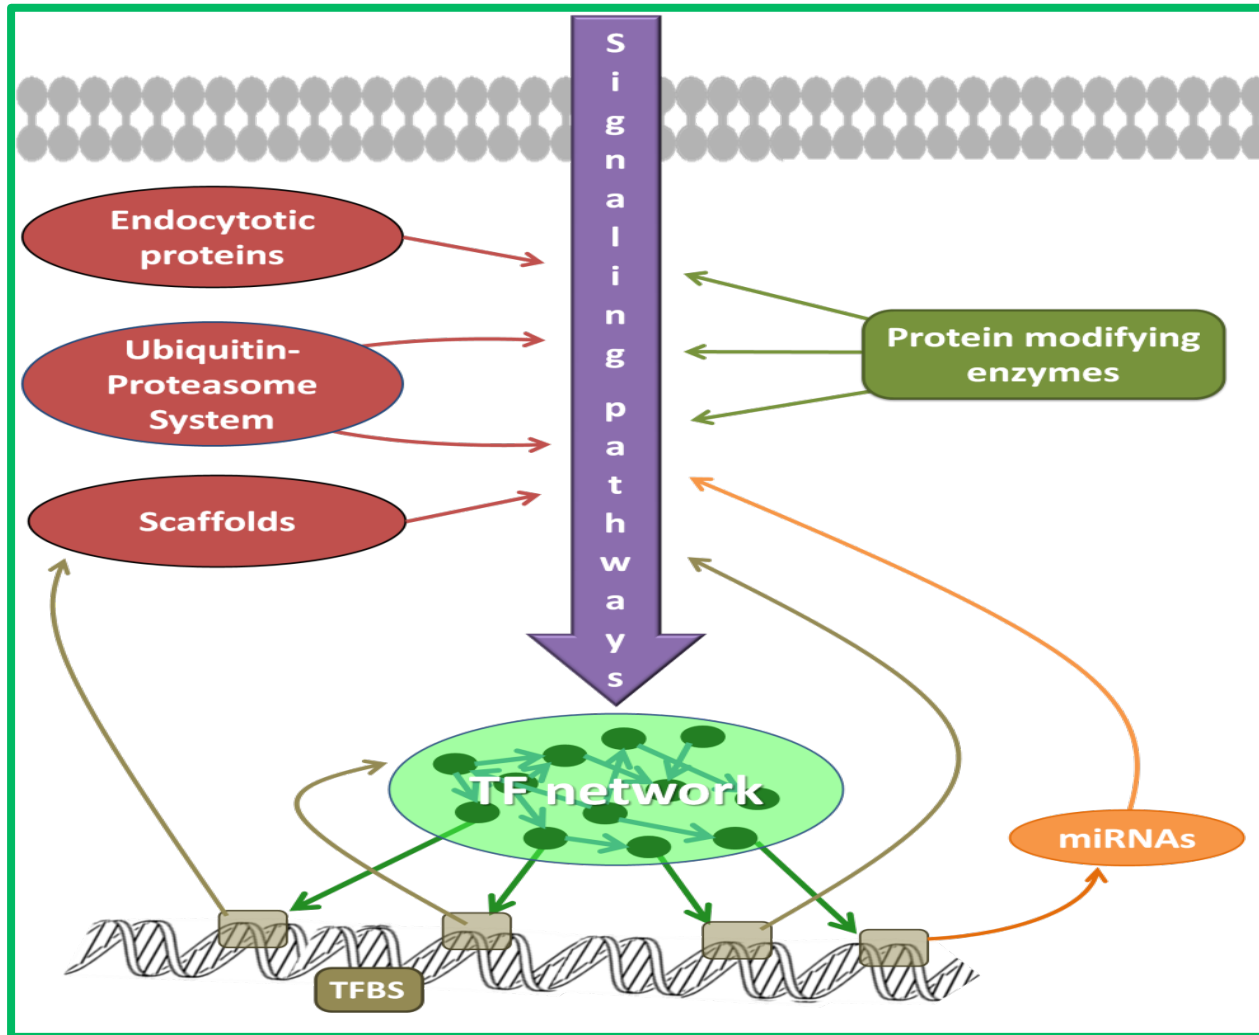 Signaling pathways
Endocytotic
proteins
Ubiquitin-
Proteasome
System
Scaffolds
Protein modifying
enzymes
TF network
miRNAs
TFBS